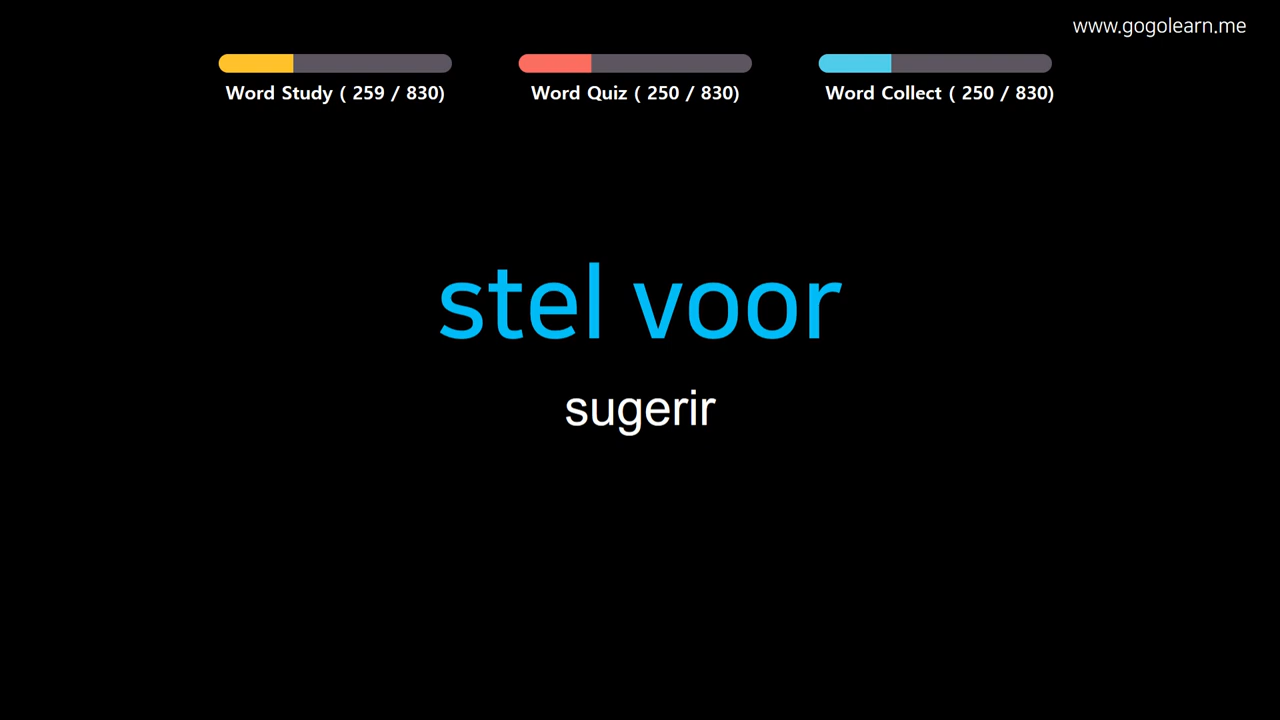 www.gogolearn.me
Word Study ( 259 / 830)
Word Quiz ( 250 / 830)
Word Collect ( 250 / 830)
stel voor
sugerir